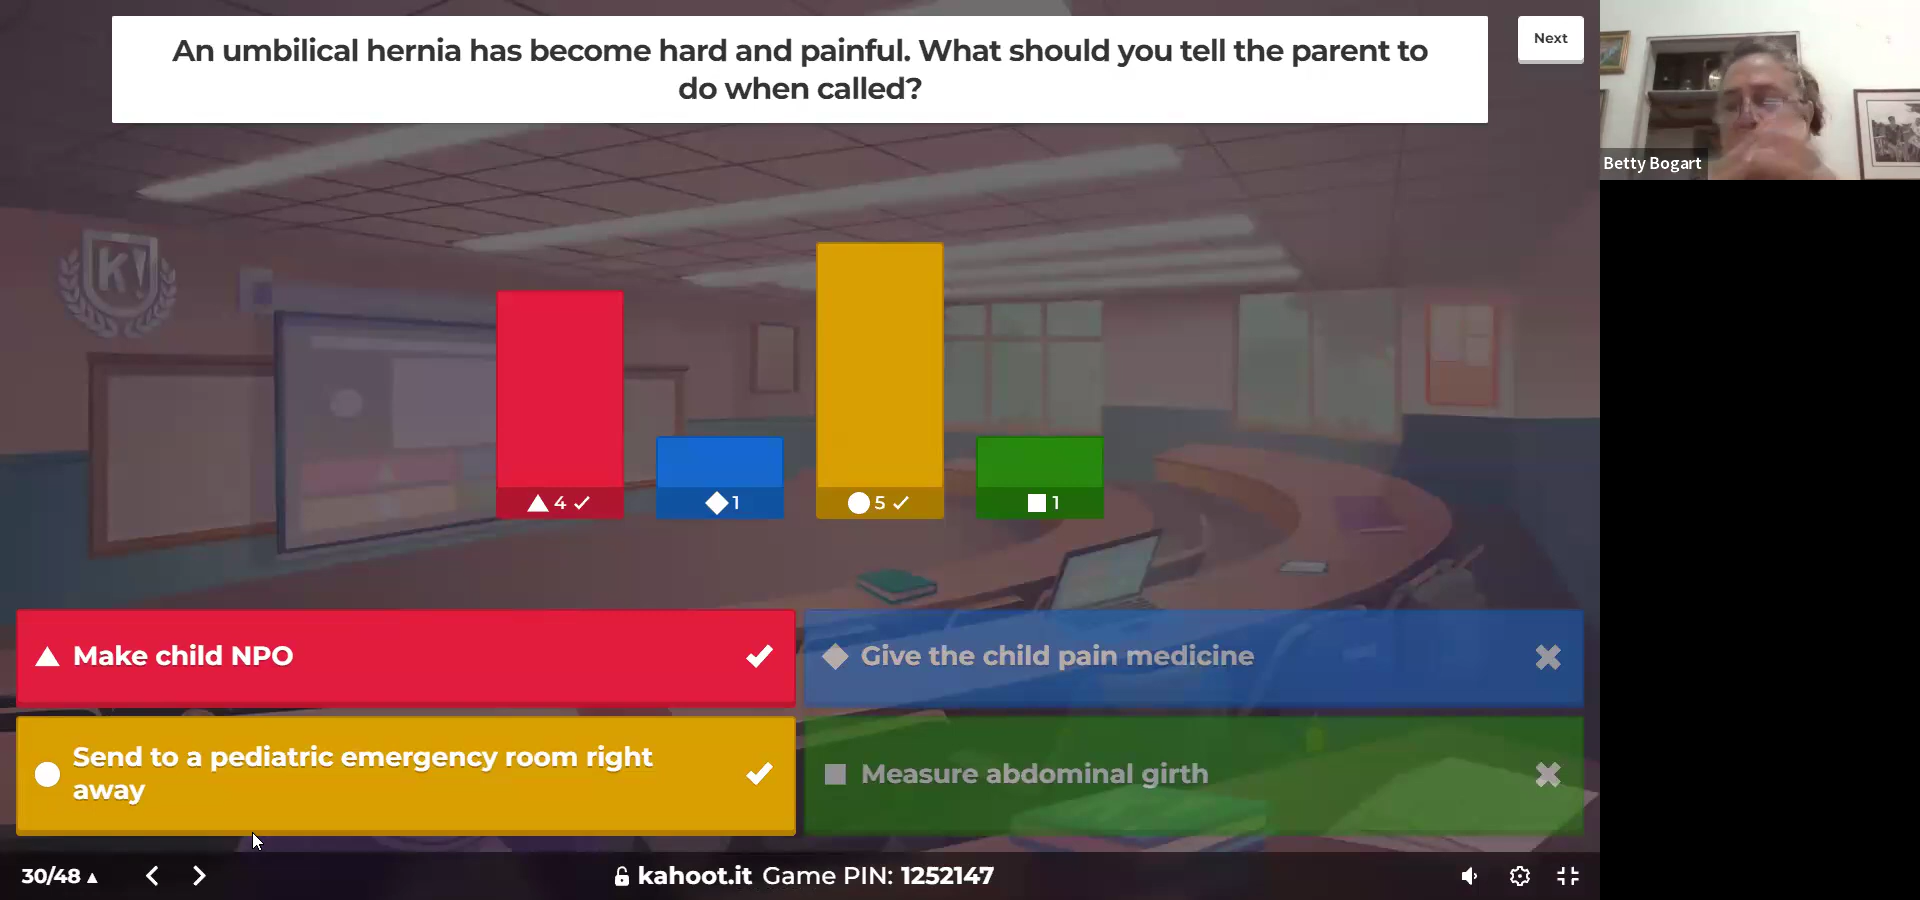 An umbilical hernia has become hard and painful. What should you tell the parent to
do when called?
Next
Betty Bogart
K!
4
1
5
1
Make child NPO
Give the child pain medicine
Send to a pediatric emergency room right
away
Measure abdominal girth
30/48
kahoot.it Game PIN: 1252147